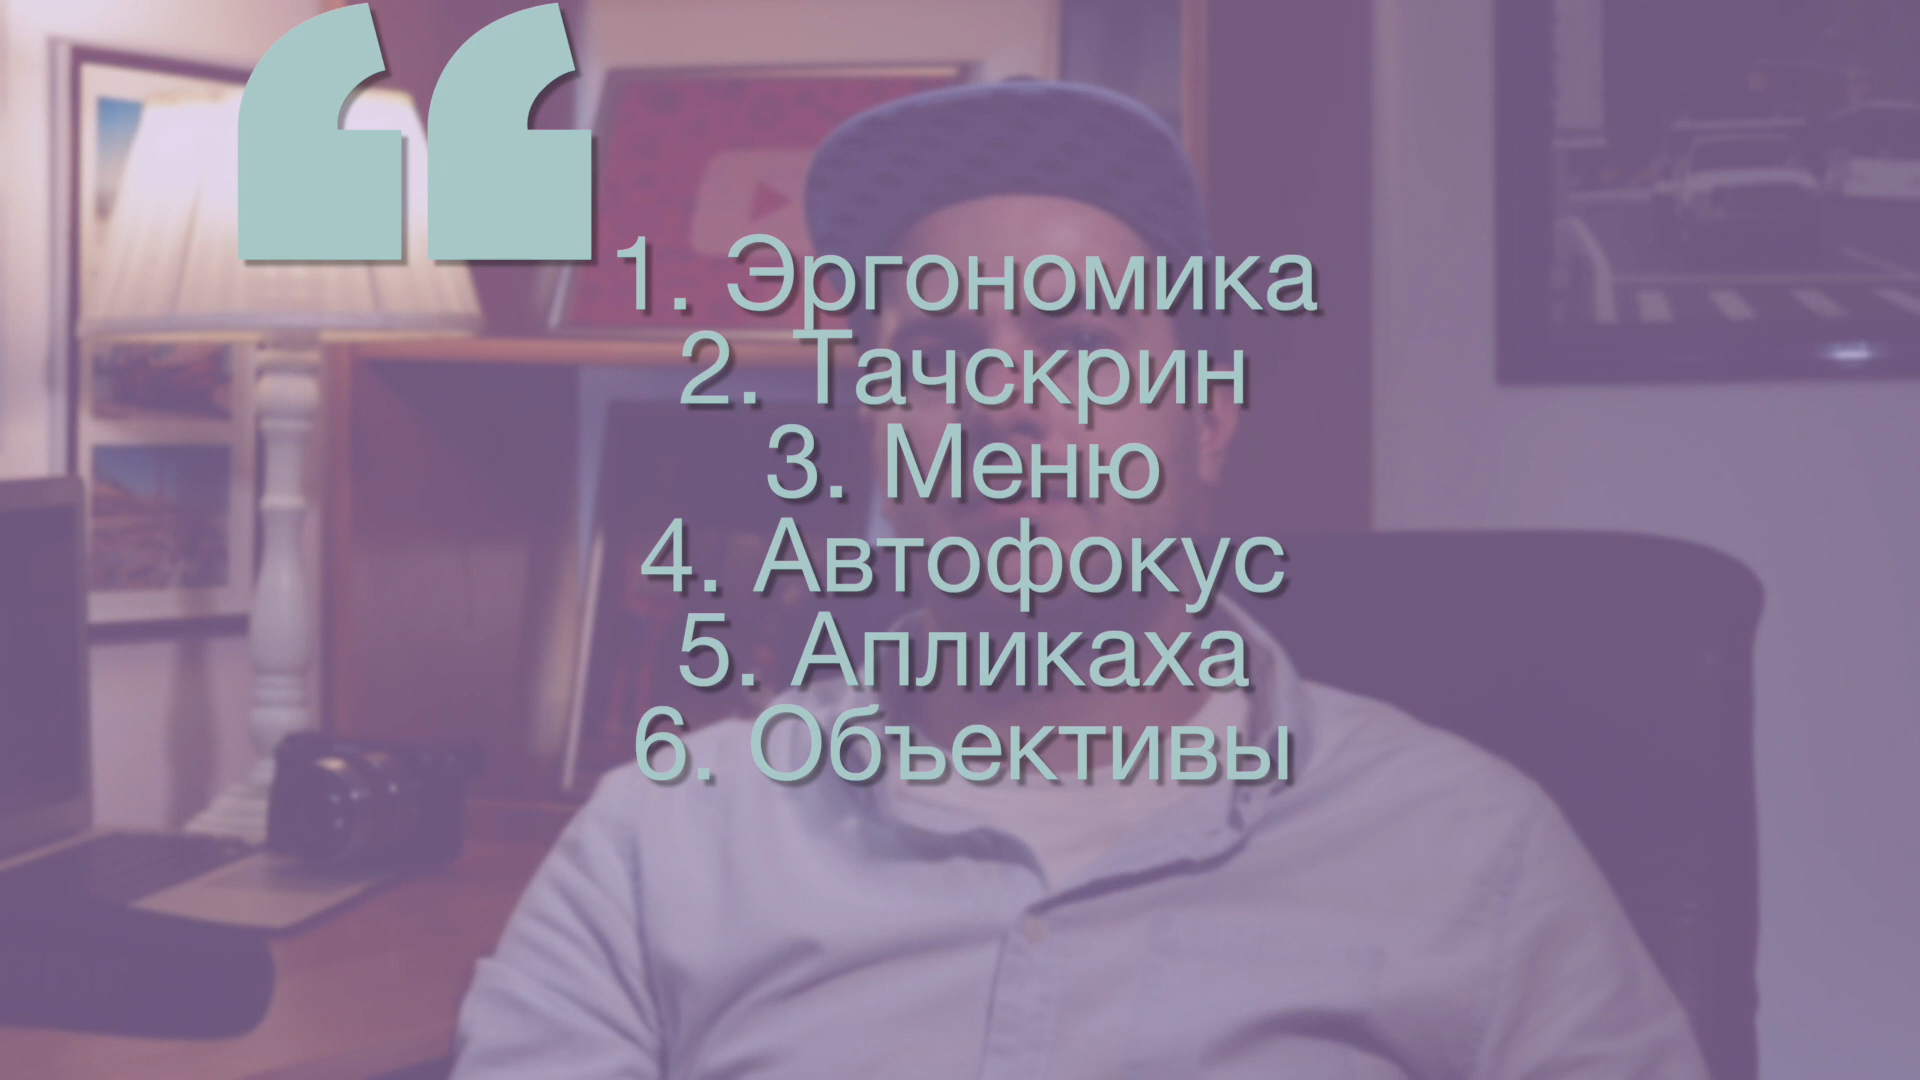 1. Эргономика
2. Тачскрин
3. Меню
4. Автофокус
5. Апликаха
6. Объективы